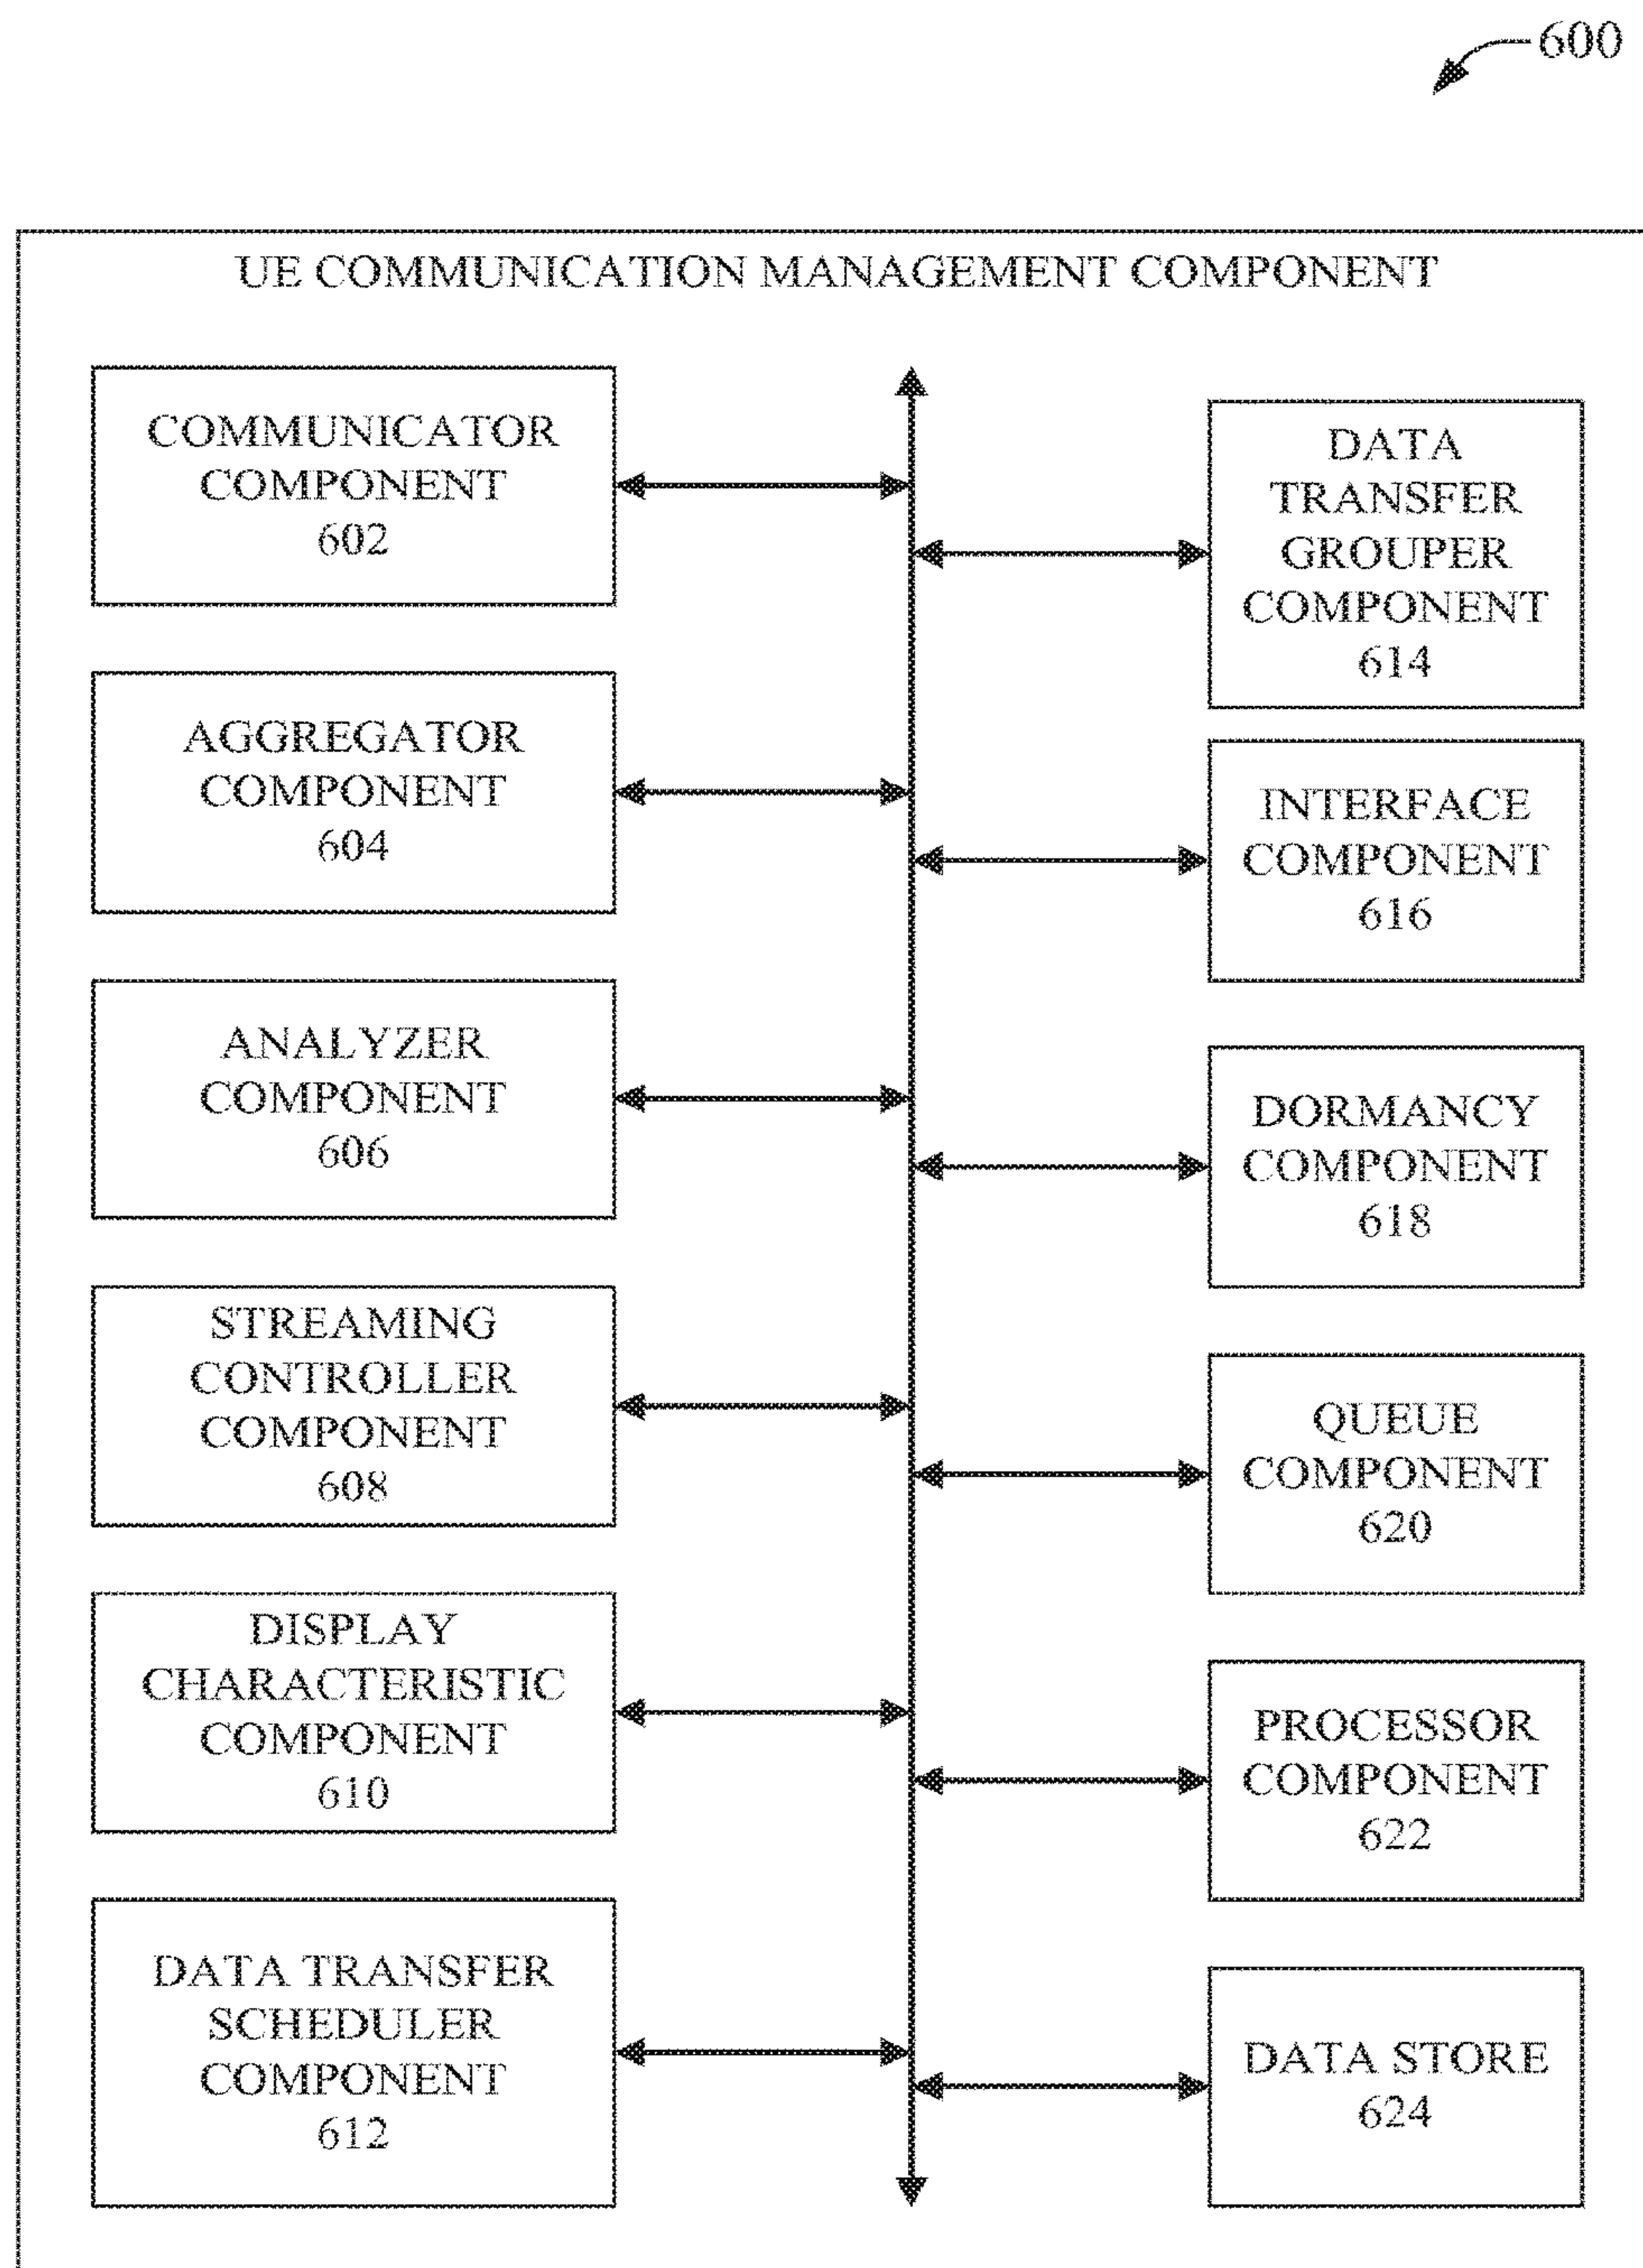 600
UE COMMUNICATION MANAGEMENT COMPONENT
COMMUNICATOR
COMPONENT
602
AGGREGATOR
COMPONENT
604
ANALYZER
COMPONENT
606
STREAMING
CONTROLLER
COMPONENT
608
DISPLAY
CHARACTERISTIC
COMPONENT
610
DATA TRANSFER
SCHEDULER
COMPONENT
612
DATA
TRANSFER
GROUPER
COMPONENT
614
INTERFACE
COMPONENT
616
DORMANCY
COMPONENT
618
QUEUE
COMPONENT
620
PROCESSOR
COMPONENT
622
DATA STORE
624